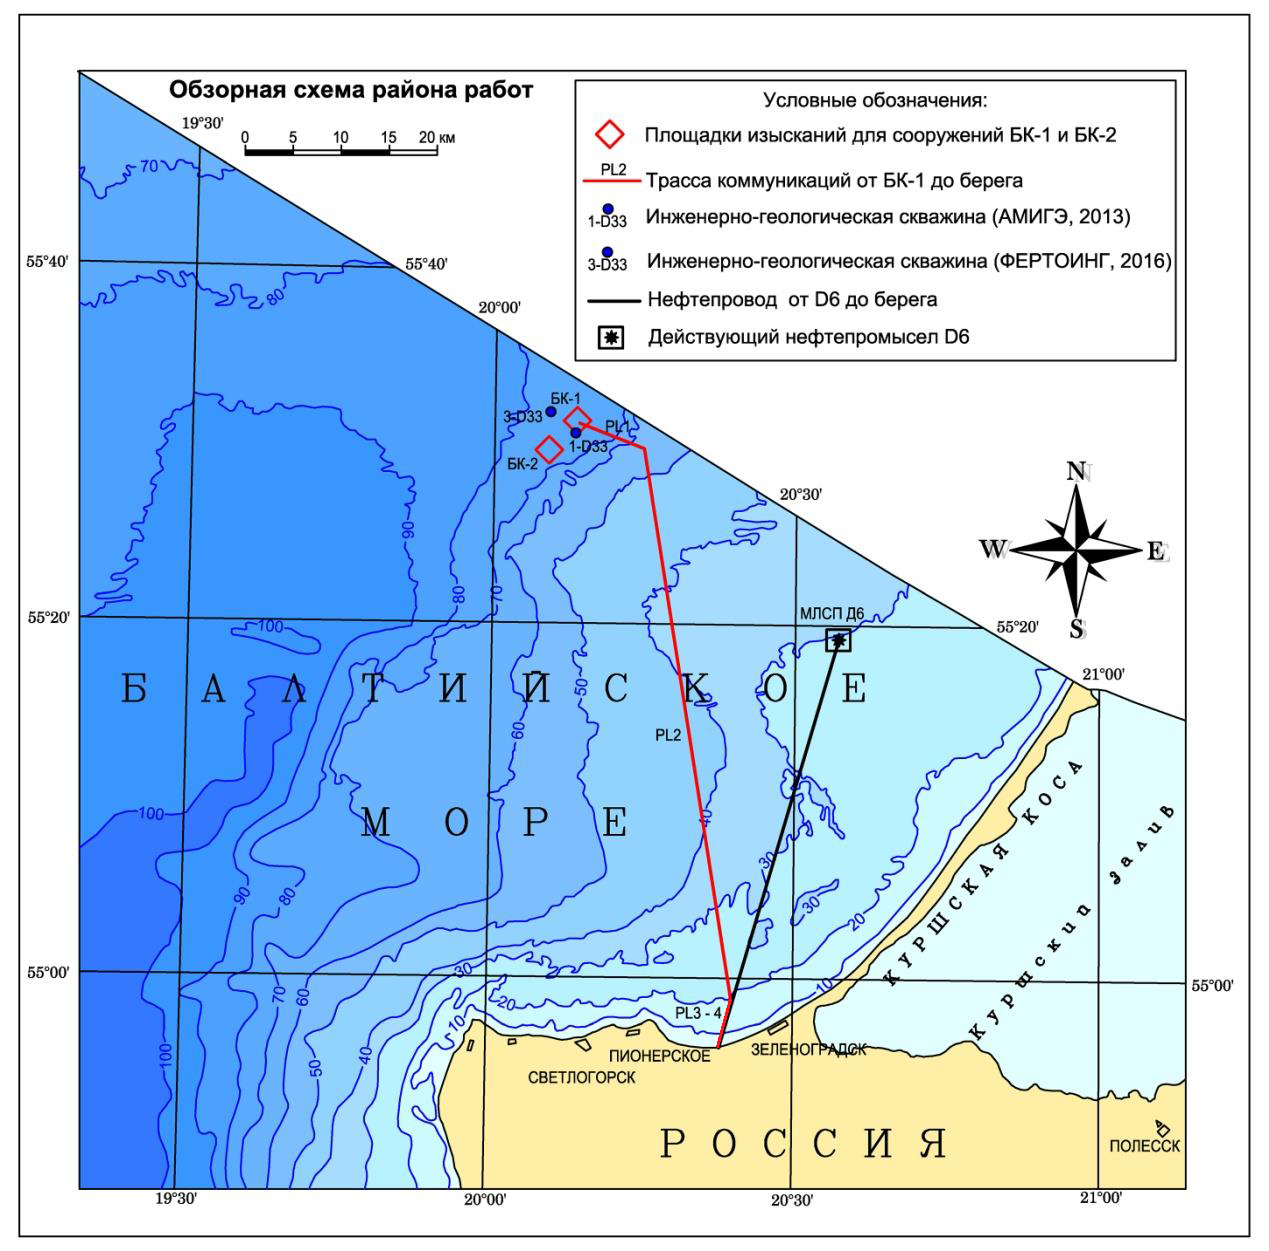 Обзорная схема района работ
0 5 10 15 20 км
Условные обозначения:
Площадки изысканий для сооружений БК-1 и БК-2
PL2
Трасса коммуникаций от БК-1 до берега
1-D33
Инженерно-геологическая скважина (АМИГЭ, 2013)
3-D33
Инженерно-геологическая скважина (ФЕРТОИНГ, 2016)
Нефтепровод от D6 до берега
Действующий нефтепромысел D6
19°30'
70
55°40'
55°40'
80
20°00'
БК-1
3-D33
PL1
1-D33
БК-2
N
W
E
S
20°30'
90
80
70
55°20'
100
МЛСП Д6
55°20'
21°00'
БАЛТИЙСКОЕ
50
60
PL2
МОРЕ
100
40
90
80
30
30
20
КУРШСКАЯ КОСА
Куршский залив
55°00'
30
55°00'
70
60
20
10
PL3 - 4
10
100
50
40
ПИОНЕРСКОЕ
ЗЕЛЕНОГРАДСК
СВЕТЛОГОРСК
РОССИЯ
ПОЛЕССК
19°30'
20°00'
20°30'
21°00'